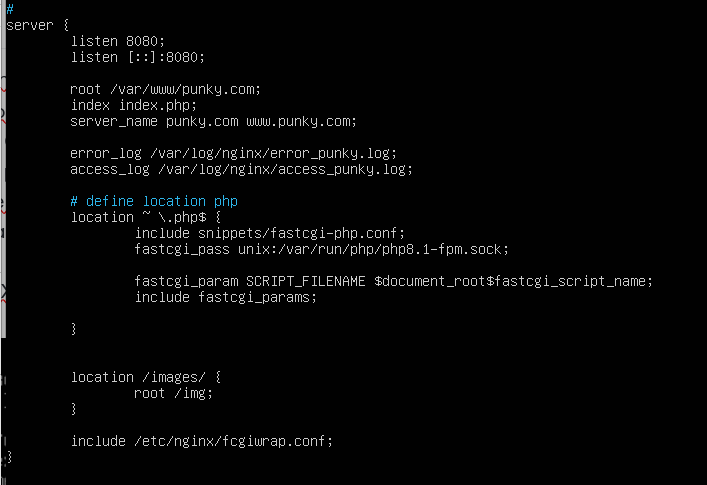 #
server {
        listen 8080;
        listen [::]:8080;

        root /var/www/punky.com;
        index index.php;
        server_name punky.com www.punky.com;

        error_log /var/log/nginx/error_punky.log;
        access_log /var/log/nginx/access_punky.log;

        # define location php
        location ~ \.php$ {
                include snippets/fastcgi-php.conf;
                fastcgi_pass unix:/var/run/php/php8.1-fpm.sock;

                fastcgi_param SCRIPT_FILENAME $document_root$fastcgi_script_name;
                include fastcgi_params;

        }


        location /images/ {
                root /img;
        }

        include /etc/nginx/fcgiwrap.conf;
}